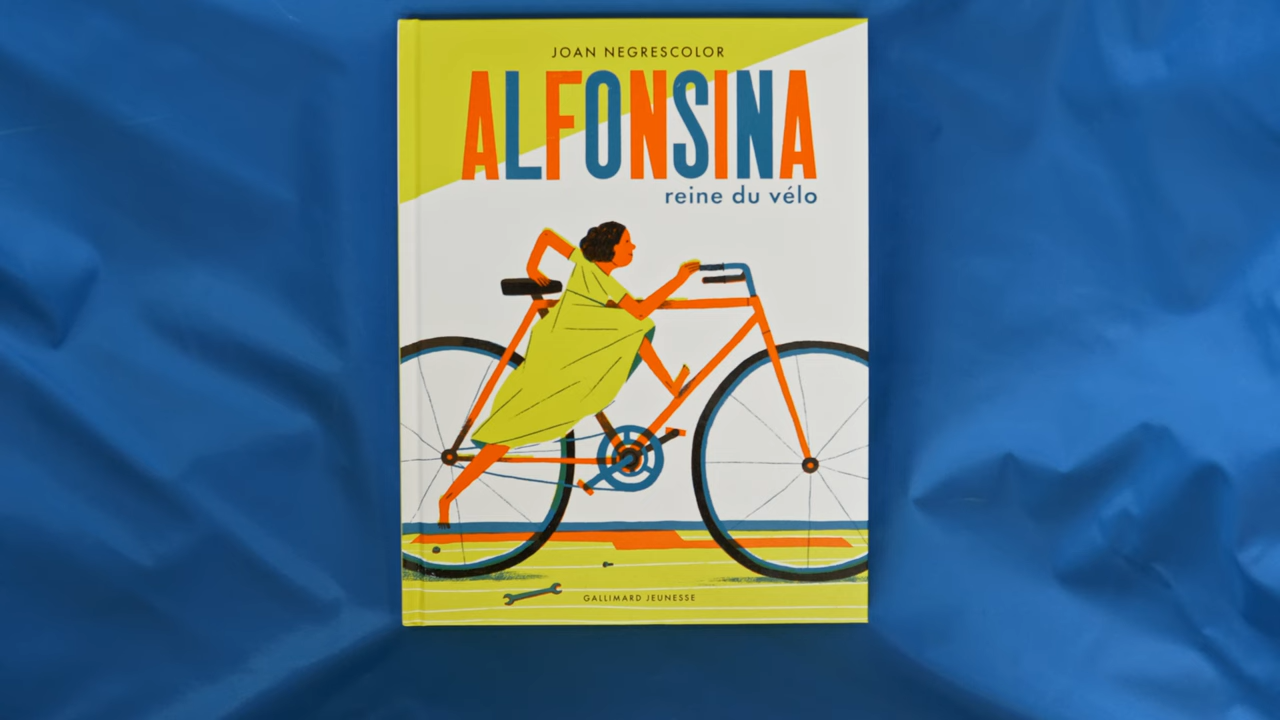 JOAN NEGRESCOLOR
ALFONSINA
reine du vélo
GALLIMARD JEUNESSE